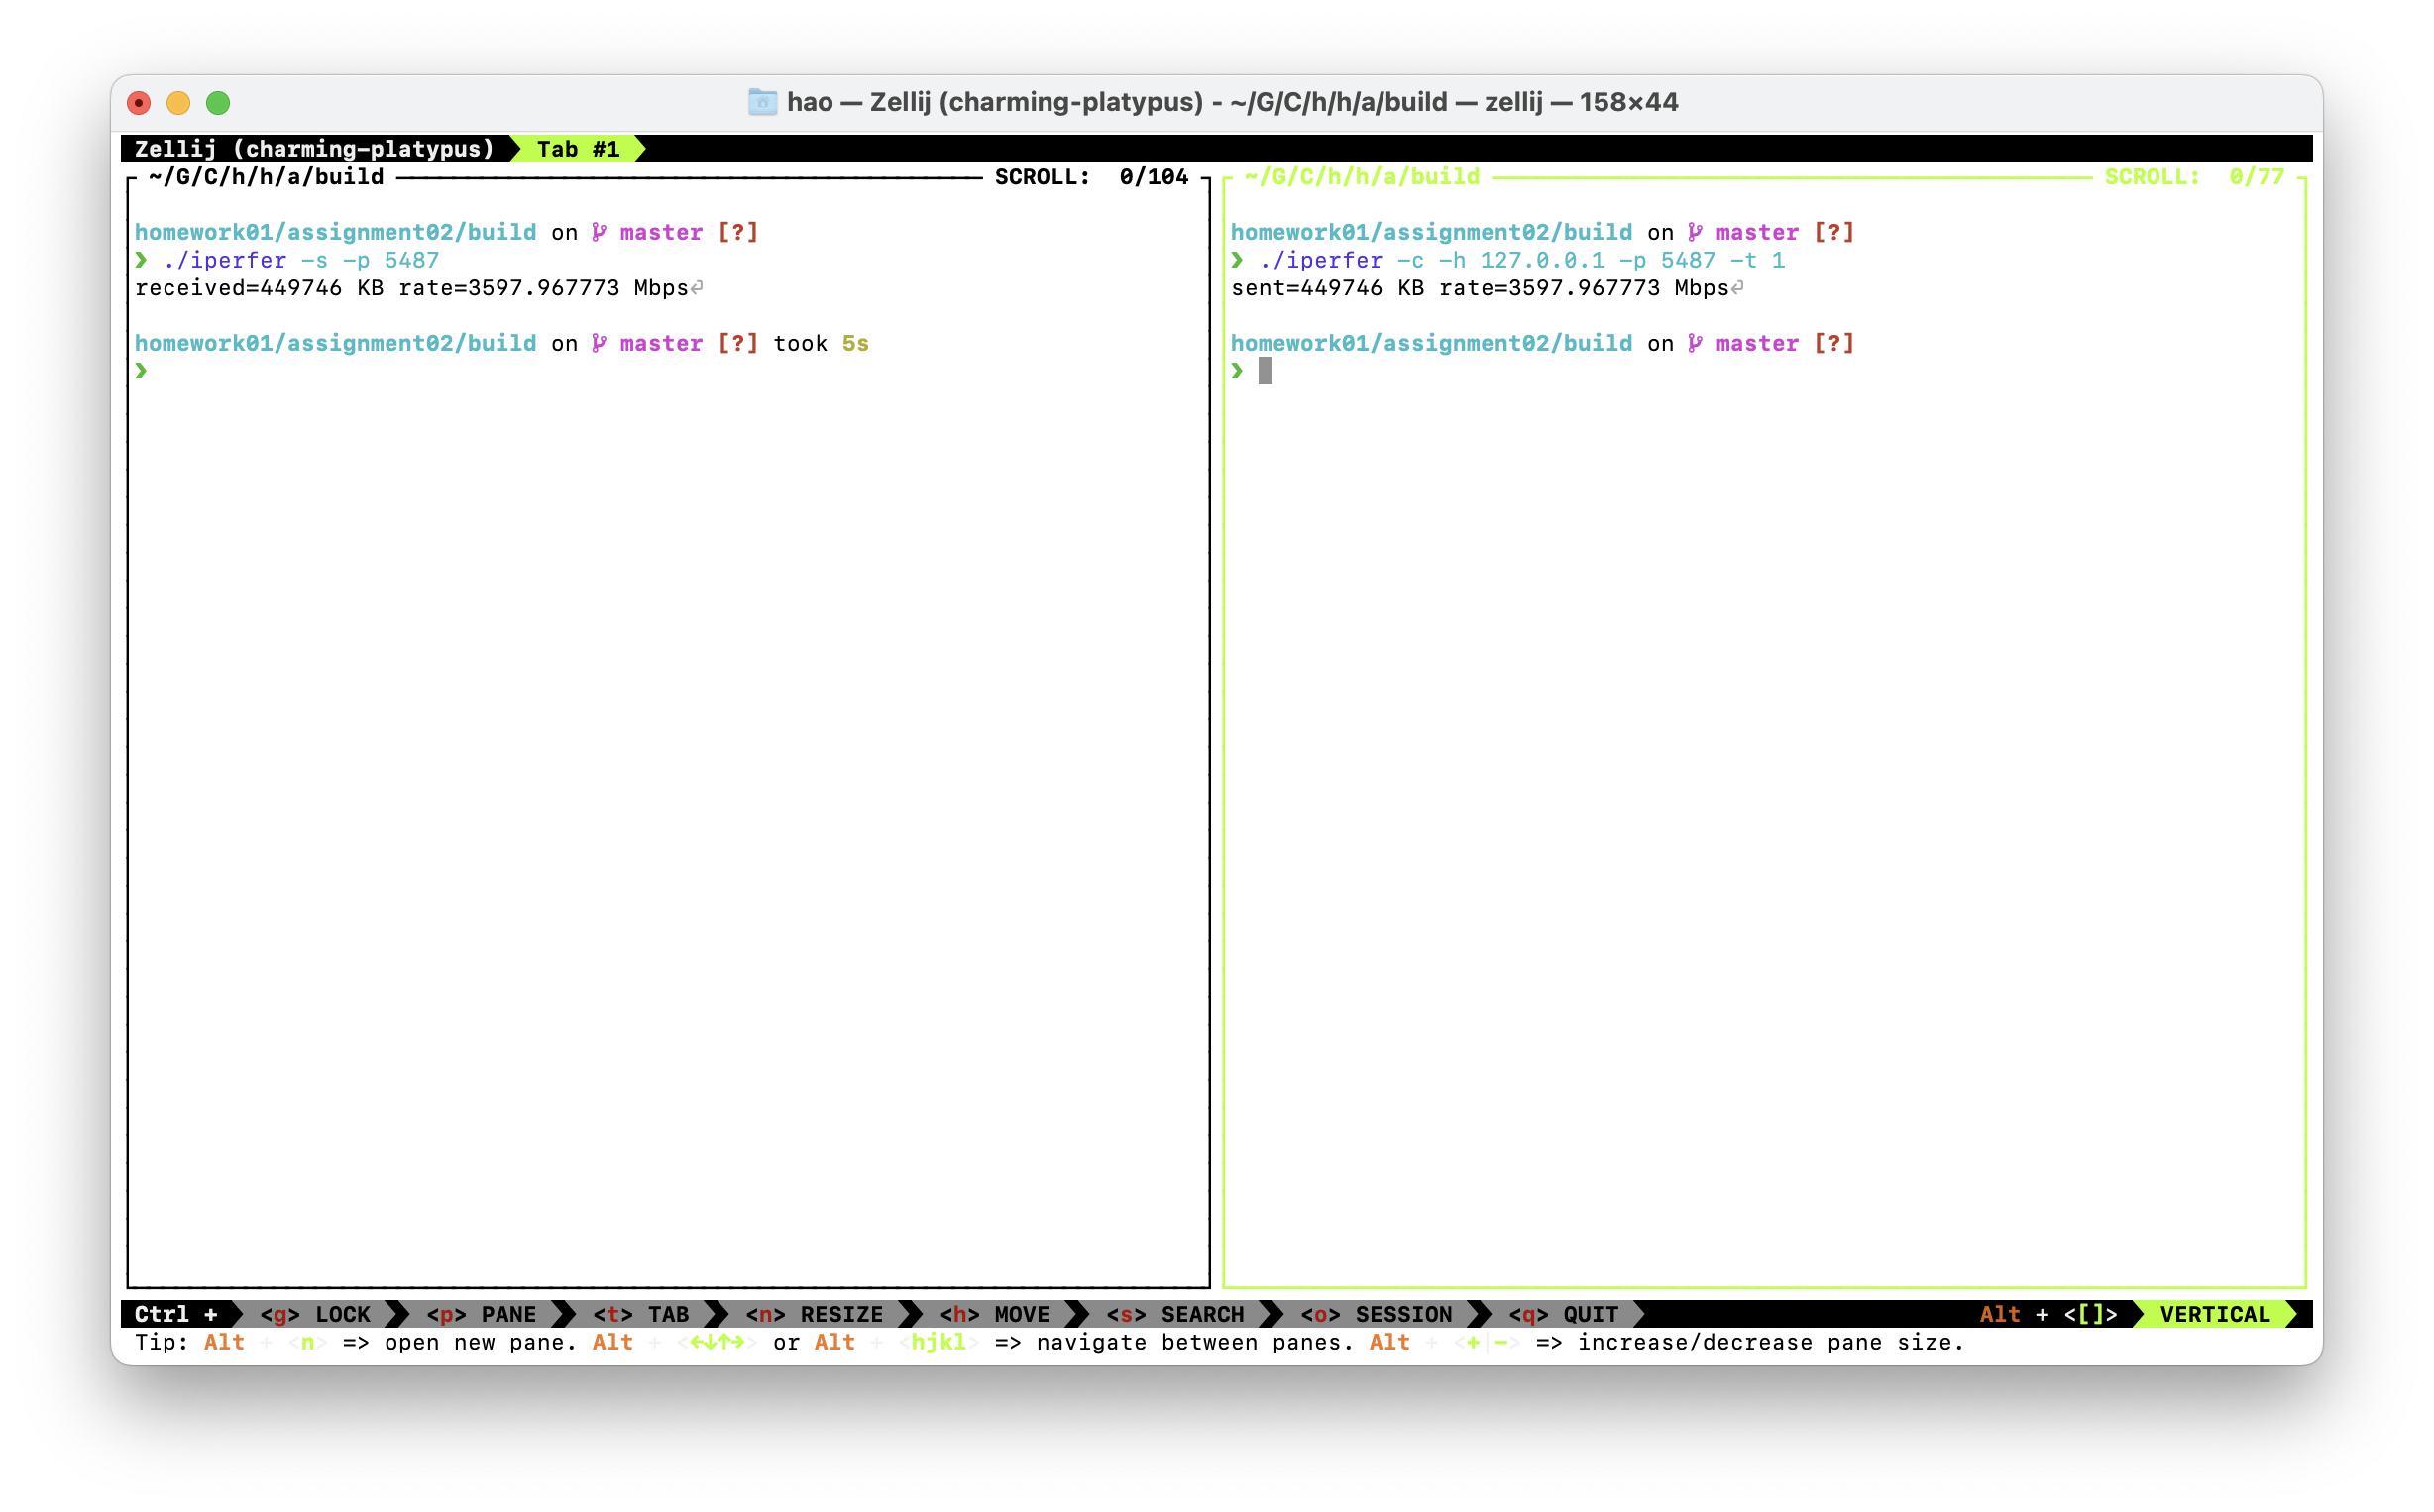 hao — Zellij (charming-platypus) - ~/G/C/h/h/a/build — zellij — 158×44
Zellij (charming-platypus) Tab #1
~/G/C/h/h/a/build SCROLL: 0/104
homework01/assignment02/build on master [?]
❯ ./iperfer -s -p 5487
received=449746 KB rate=3597.967773 Mbps⏎
homework01/assignment02/build on master [?] took 5s
❯
~/G/C/h/h/a/build SCROLL: 0/77
homework01/assignment02/build on master [?]
❯ ./iperfer -c -h 127.0.0.1 -p 5487 -t 1
sent=449746 KB rate=3597.967773 Mbps⏎
homework01/assignment02/build on master [?]
❯
Ctrl + <g> LOCK <p> PANE <t> TAB <n> RESIZE <h> MOVE <s> SEARCH <o> SESSION <q> QUIT Alt + <[]> VERTICAL
Tip: Alt + <n> => open new pane. Alt + <←↓↑→> or Alt + <hjkl> => navigate between panes. Alt + <+|-> => increase/decrease pane size.